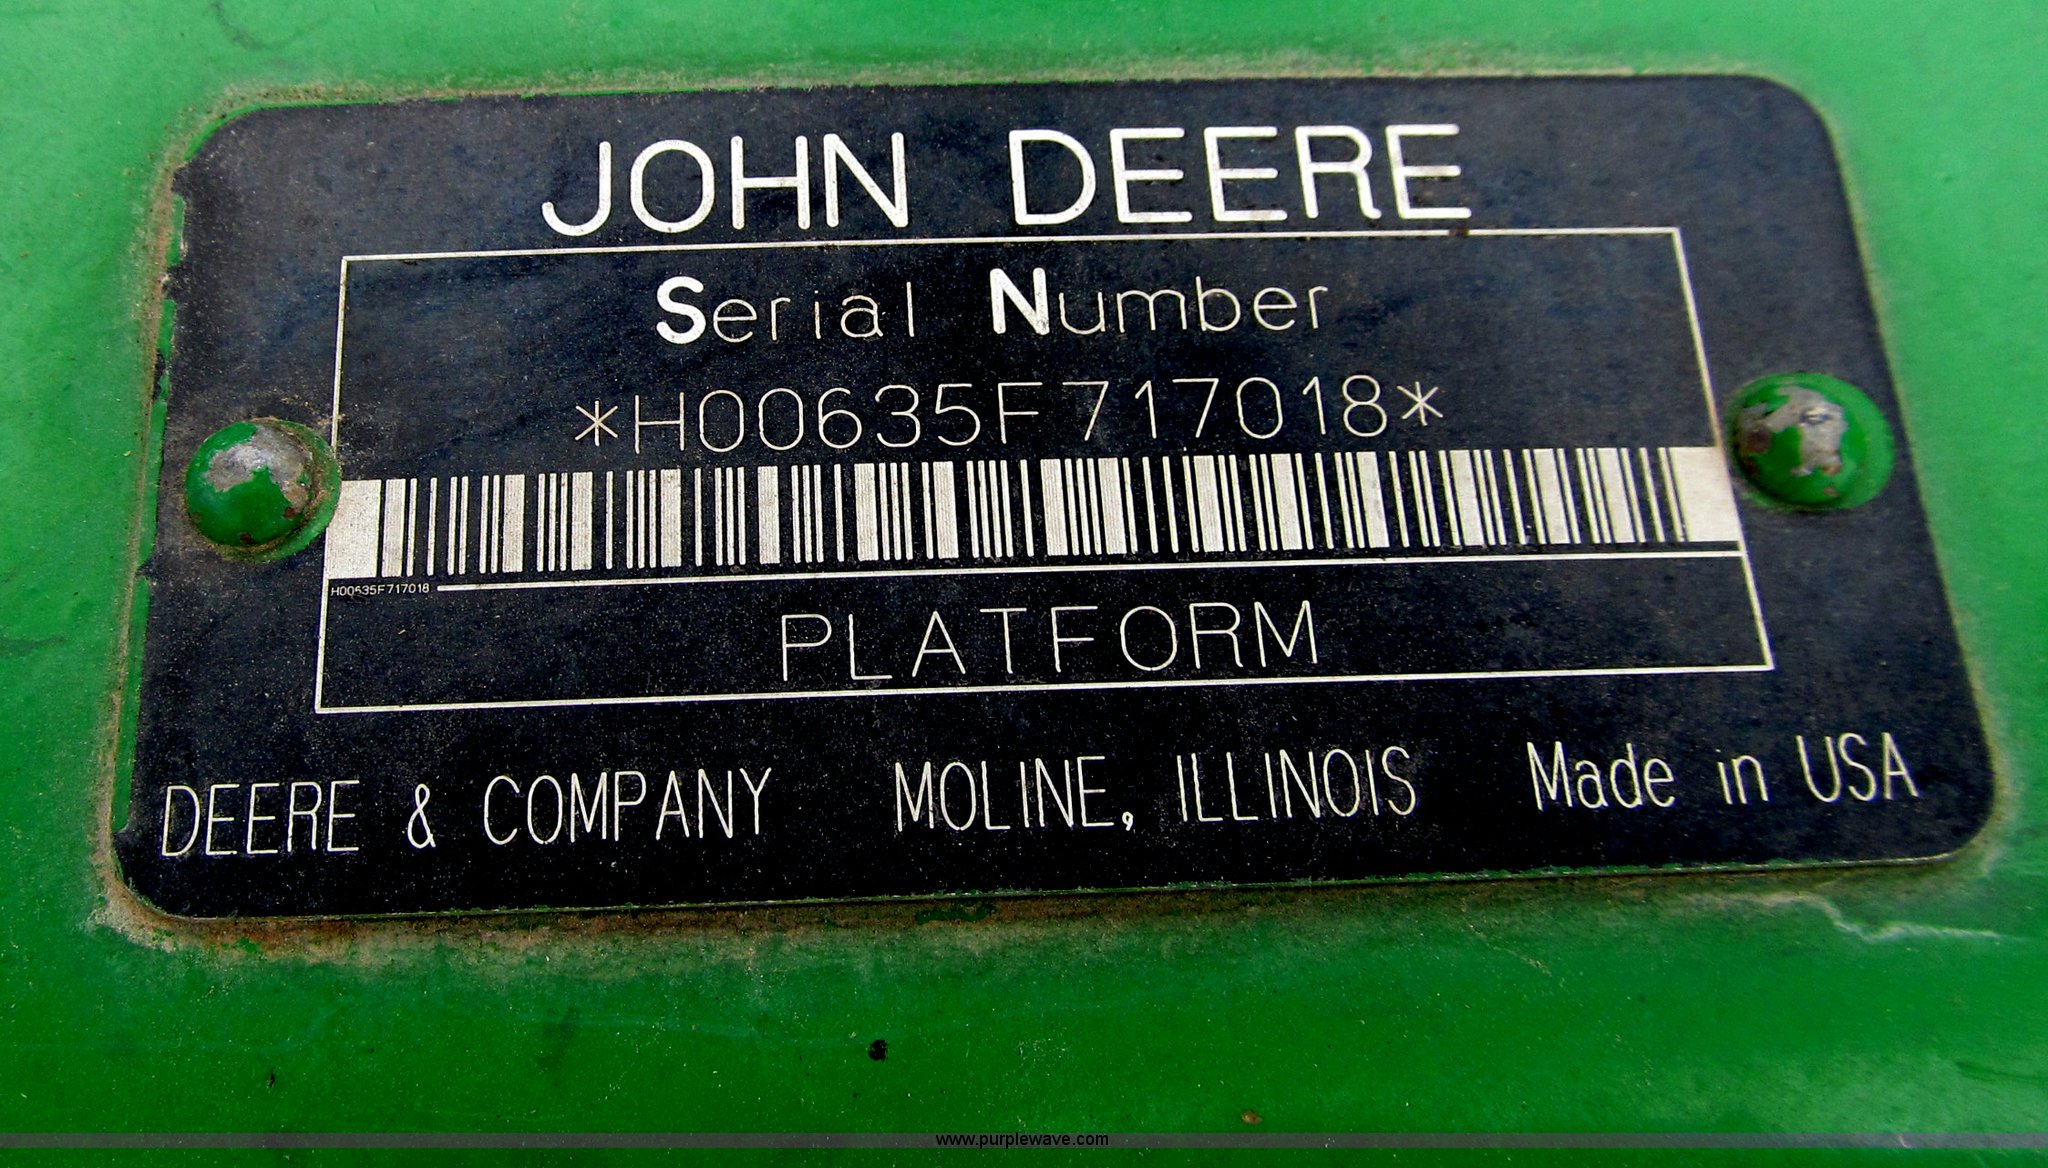 JOHN DEERE
Serial Number
*H00635F717018*
H00635F717018
PLATFORM
DEERE & COMPANY MOLINE, ILLINOIS Made in USA
www.purplewave.com